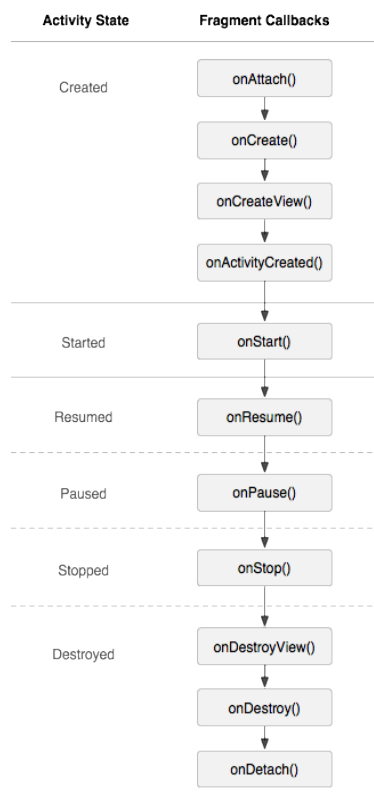 Activity State Fragment Callbacks
Created
onAttach()
onCreate()
onCreateView()
onActivityCreated()
Started
onStart()
Resumed
onResume()
Paused
onPause()
Stopped
onStop()
Destroyed
onDestroyView()
onDestroy()
onDetach()